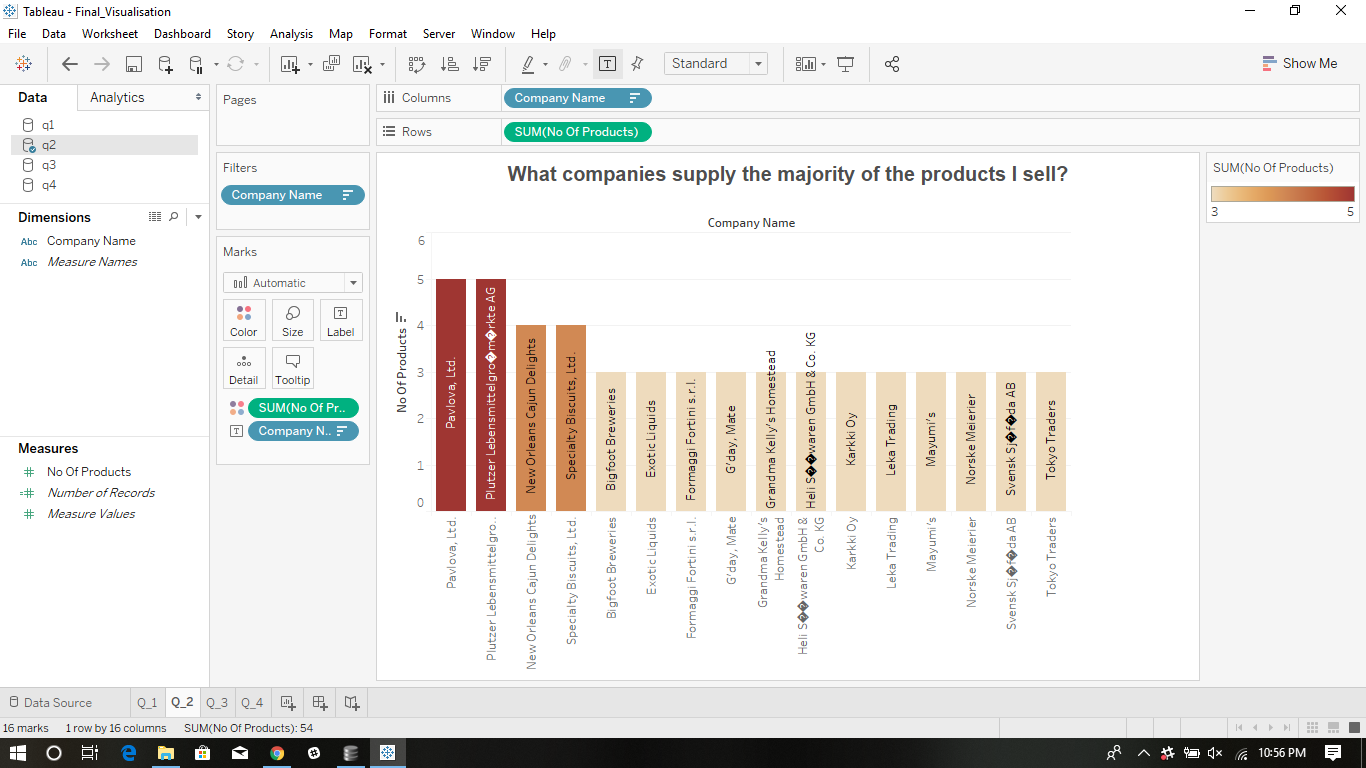 Tableau - Final_Visualisation
File Data Worksheet Dashboard Story Analysis Map Format Server Window Help
Standard
Show Me
Data Analytics
q1
q2
q3
q4
Dimensions
Abc Company Name
Abc Measure Names
Measures
No Of Products
Number of Records
Measure Values
Pages
Filters
Company Name
Marks
Automatic
Color Size Label
Detail Tooltip
SUM(No Of Pr..
Company N..
Columns Company Name
Rows SUM(No Of Products)
What companies supply the majority of the products I sell?
Company Name
No Of Products
6
5
4
3
2
1
0
Pavlova, Ltd.
Plutzer Lebensmittelgro��m�rkte AG
New Orleans Cajun Delights
Specialty Biscuits, Ltd.
Bigfoot Breweries
Exotic Liquids
Formaggi Fortini s.r.l.
G'day, Mate
Grandma Kelly's Homestead
Heli S��waren GmbH & Co. KG
Karkki Oy
Leka Trading
Mayumi's
Norske Meierier
Svensk Sj�f�da AB
Tokyo Traders
Pavlova, Ltd.
Plutzer Lebensmittelgro..
New Orleans Cajun Delights
Specialty Biscuits, Ltd.
Bigfoot Breweries
Exotic Liquids
Formaggi Fortini s.r.l.
G'day, Mate
Grandma Kelly's
Homestead
Heli S��waren GmbH &
Co. KG
Karkki Oy
Leka Trading
Mayumi's
Norske Meierier
Svensk Sj�f�da AB
Tokyo Traders
SUM(No Of Products)
3 5
Data Source Q_1 Q_2 Q_3 Q_4
16 marks 1 row by 16 columns SUM(No Of Products): 54
10:56 PM